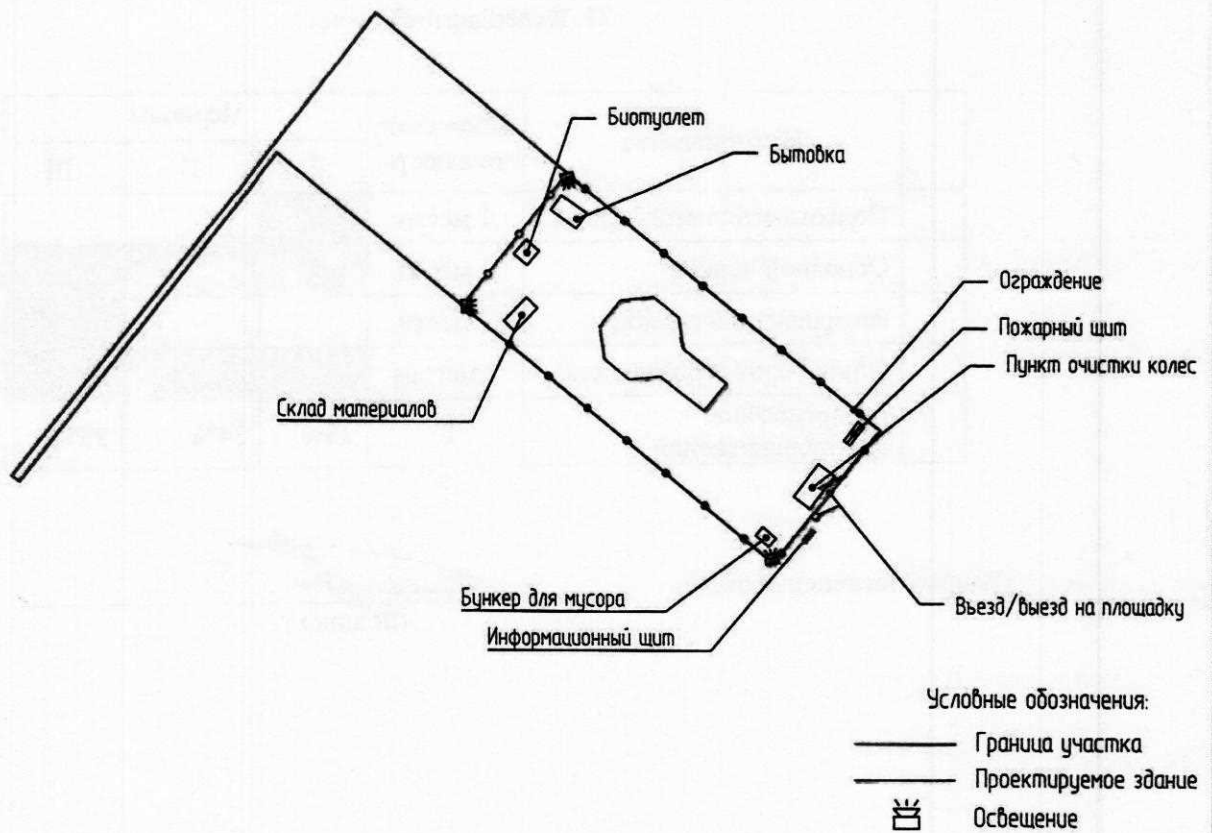 Биотуалет
Бытовка
Ограждение
Пожарный щит
Пункт очистки колес
Склад материалов
Бункер для мусора
Въезд/выезд на площадку
Информационный щит
Условные обозначения:
Граница участка
Проектируемое здание
Освещение